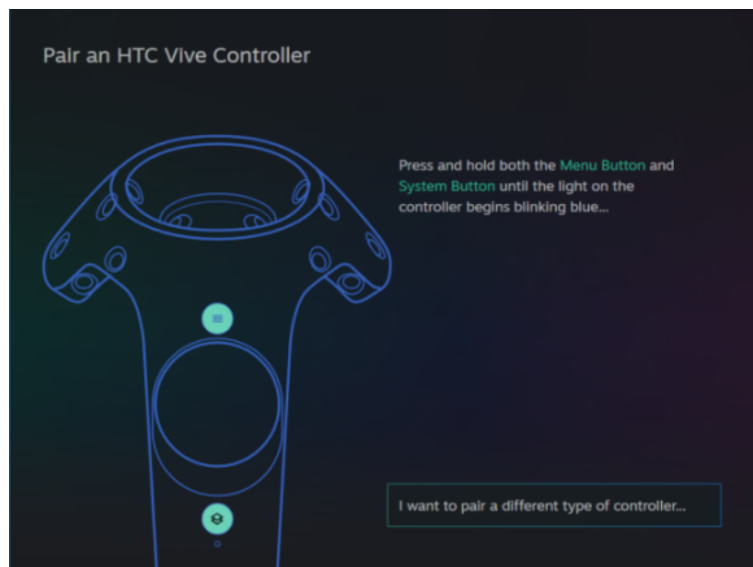 Pair an HTC Vive Controller
Press and hold both the Menu Button and
System Button until the light on the
controller begins blinking blue...
I want to pair a different type of controller...